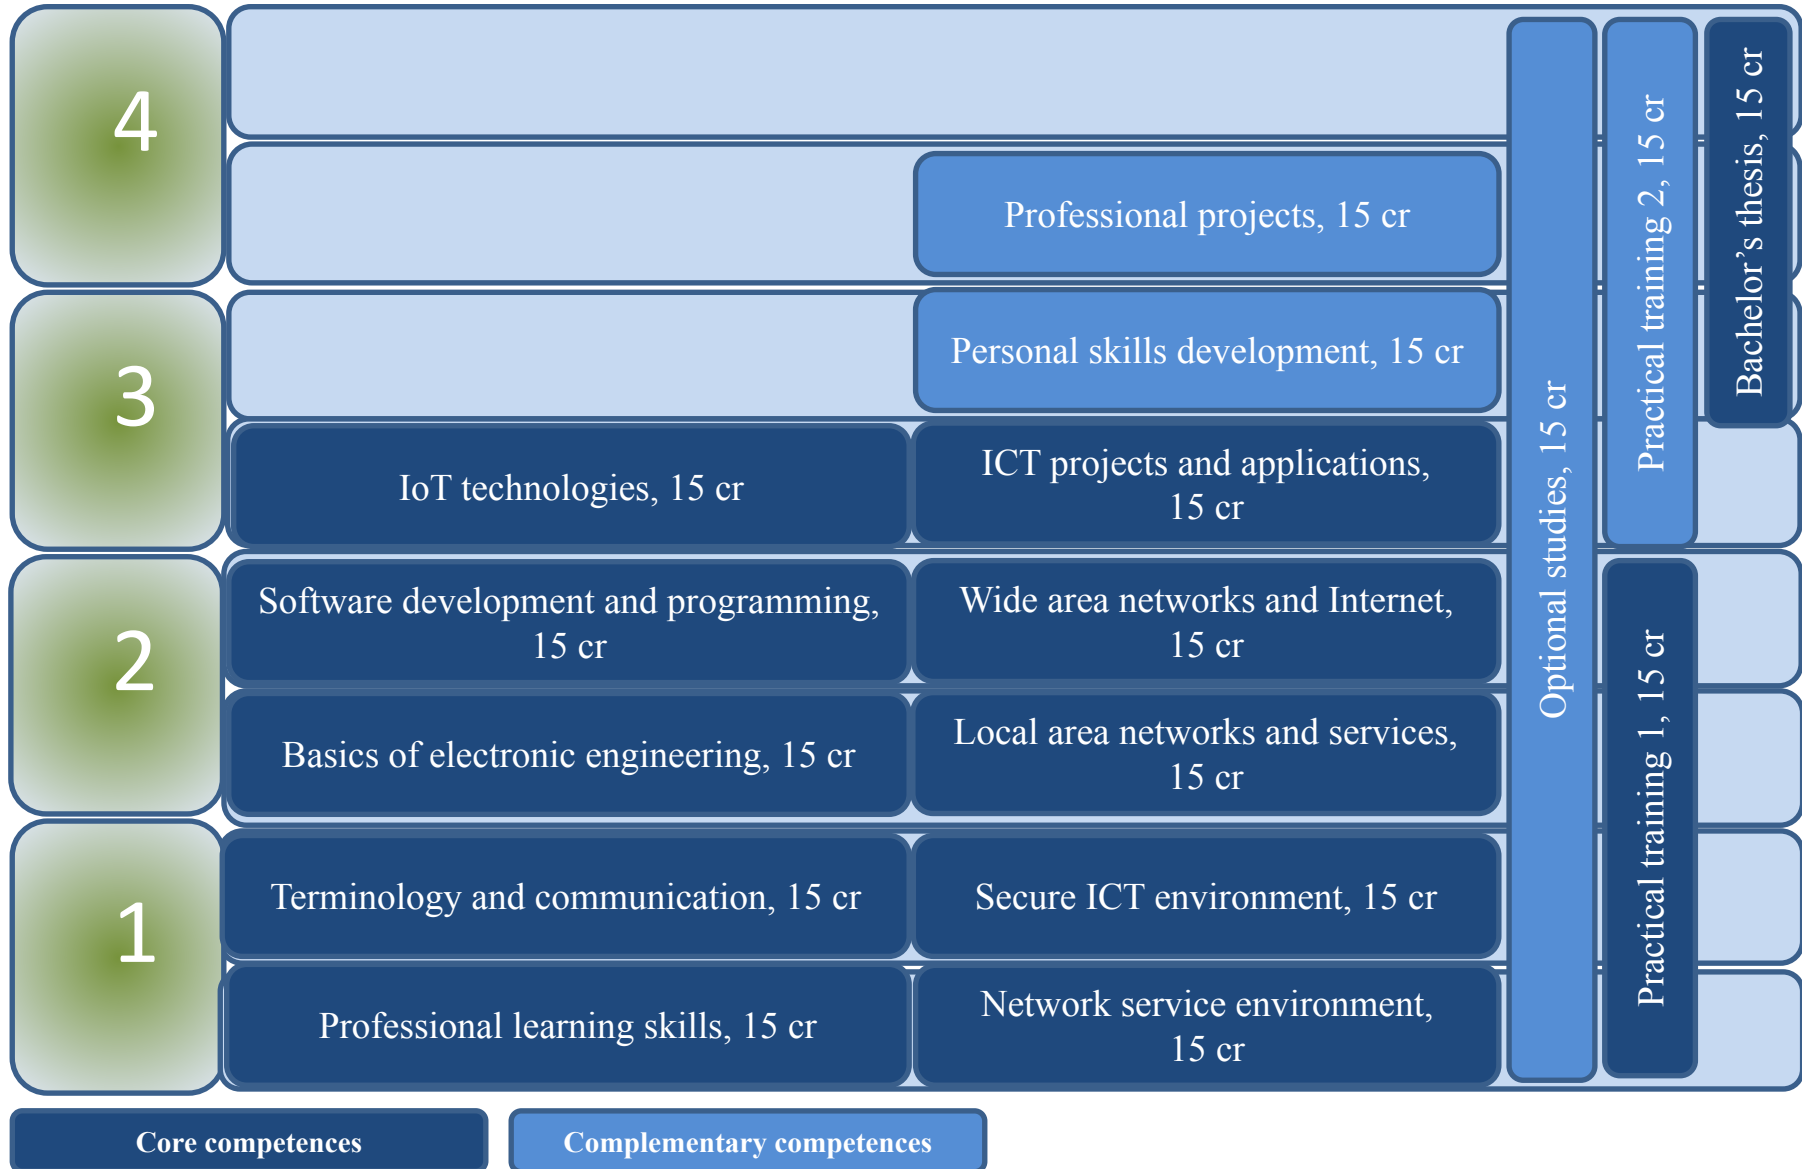 4
Professional projects, 15 cr
3
Personal skills development, 15 cr
IoT technologies, 15 cr
ICT projects and applications,
15 cr
2
Software development and programming,
15 cr
Wide area networks and Internet,
15 cr
Basics of electronic engineering, 15 cr
Local area networks and services,
15 cr
1
Terminology and communication, 15 cr
Secure ICT environment, 15 cr
Professional learning skills, 15 cr
Network service environment,
15 cr
Optional studies, 15 cr
Practical training 2, 15 cr
Practical training 1, 15 cr
Bachelor’s thesis, 15 cr
Core competences
Complementary competences